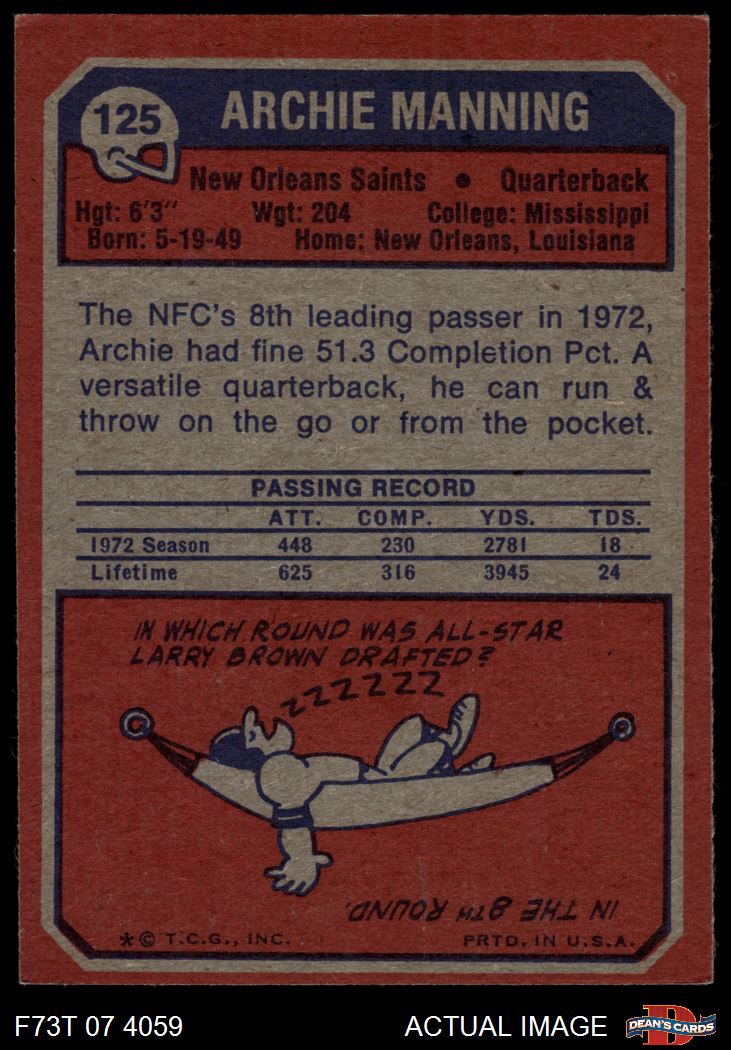 125
ARCHIE MANNING
New Orleans Saints • Quarterback
Hgt: 6'3" Wgt: 204 College: Mississippi
Born: 5-19-49 Home: New Orleans, Louisiana
The NFC's 8th leading passer in 1972,
Archie had fine 51.3 Completion Pct. A
versatile quarterback, he can run &
throw on the go or from the pocket.
PASSING RECORD
ATT. COMP. YDS. TDS.
1972 Season 448 230 2781 18
Lifetime 625 316 3945 24
IN WHICH ROUND WAS ALL-STAR
LARRY BROWN DRAFTED?
ZZZZZZZ
IN THE 8TH ROUND.
*© T.C.G., INC. PRTD. IN U.S.A.
F73T 07 4059 ACTUAL IMAGE
D
DEAN'S CARDS